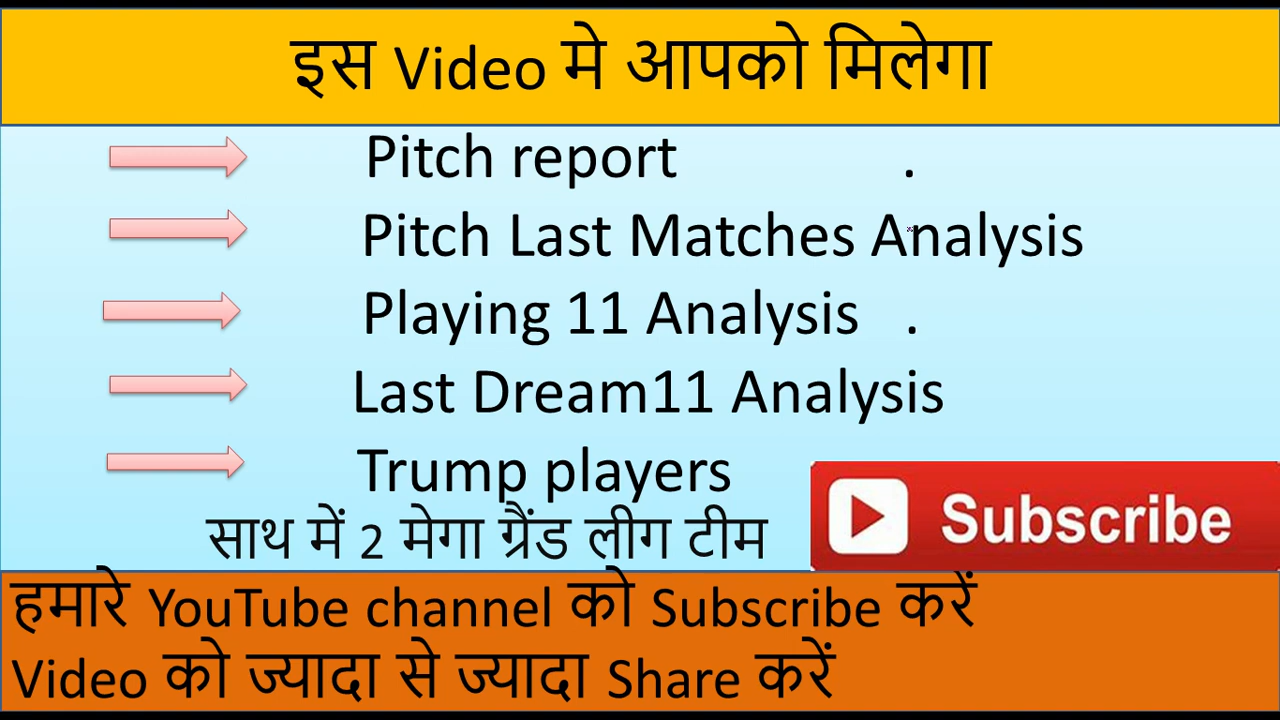 इस Video मे आपको मिलेगा
Pitch report .
Pitch Last Matches Analysis
Playing 11 Analysis .
Last Dream11 Analysis
Trump players
साथ में 2 मेगा ग्रैंड लीग टीम
Subscribe
हमारे YouTube channel को Subscribe करें
Video को ज्यादा से ज्यादा Share करें